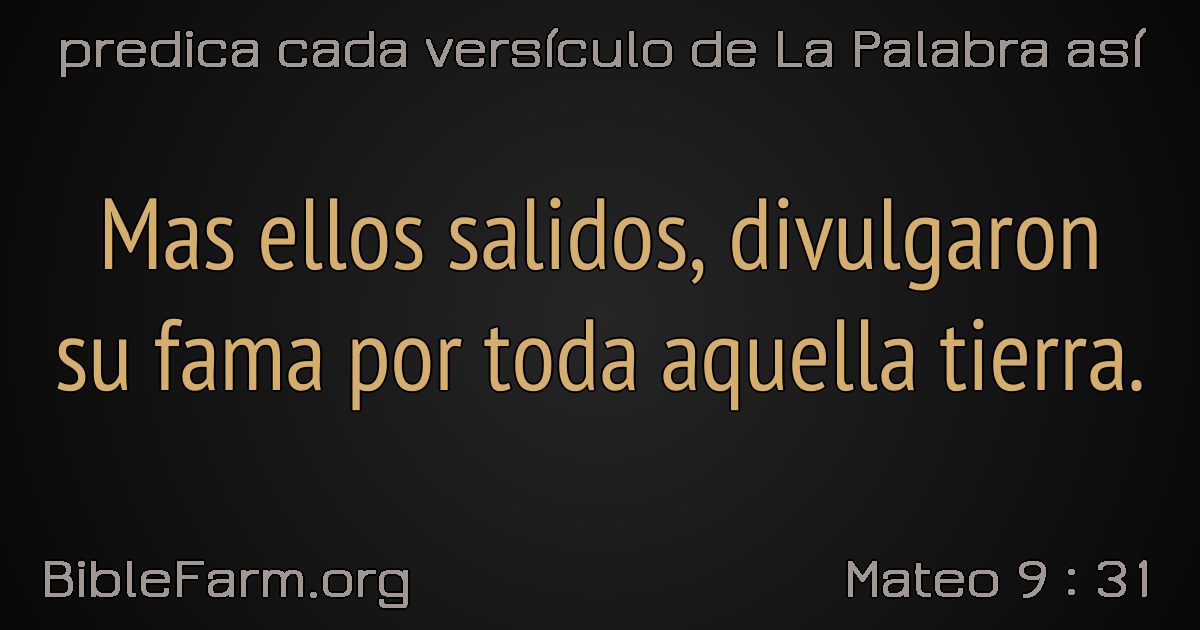 predica cada versículo de La Palabra así
Mas ellos salidos, divulgaron
su fama por toda aquella tierra.
BibleFarm.org
Mateo 9 : 31